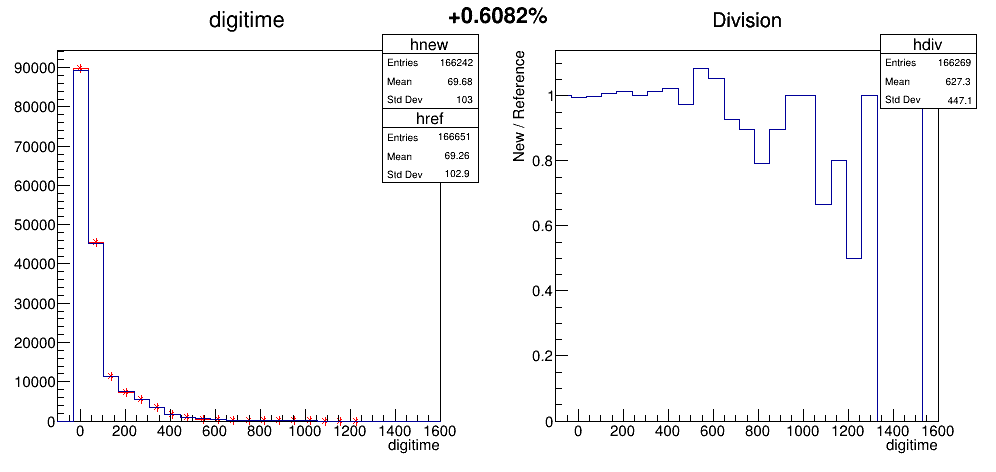 digitime
+0.6082%
Division
hnew
Entries 166242
Mean 69.68
Std Dev 103
href
Entries 166651
Mean 69.26
Std Dev 102.9
90000
80000
70000
60000
50000
40000
30000
20000
10000
0
0 200 400 600 800 1000 1200 1400 1600
digitime
hdiv
Entries 166269
Mean 627.3
Std Dev 447.1
New / Reference
1
0.8
0.6
0.4
0.2
0
0 200 400 600 800 1000 1200 1400 1600
digitime